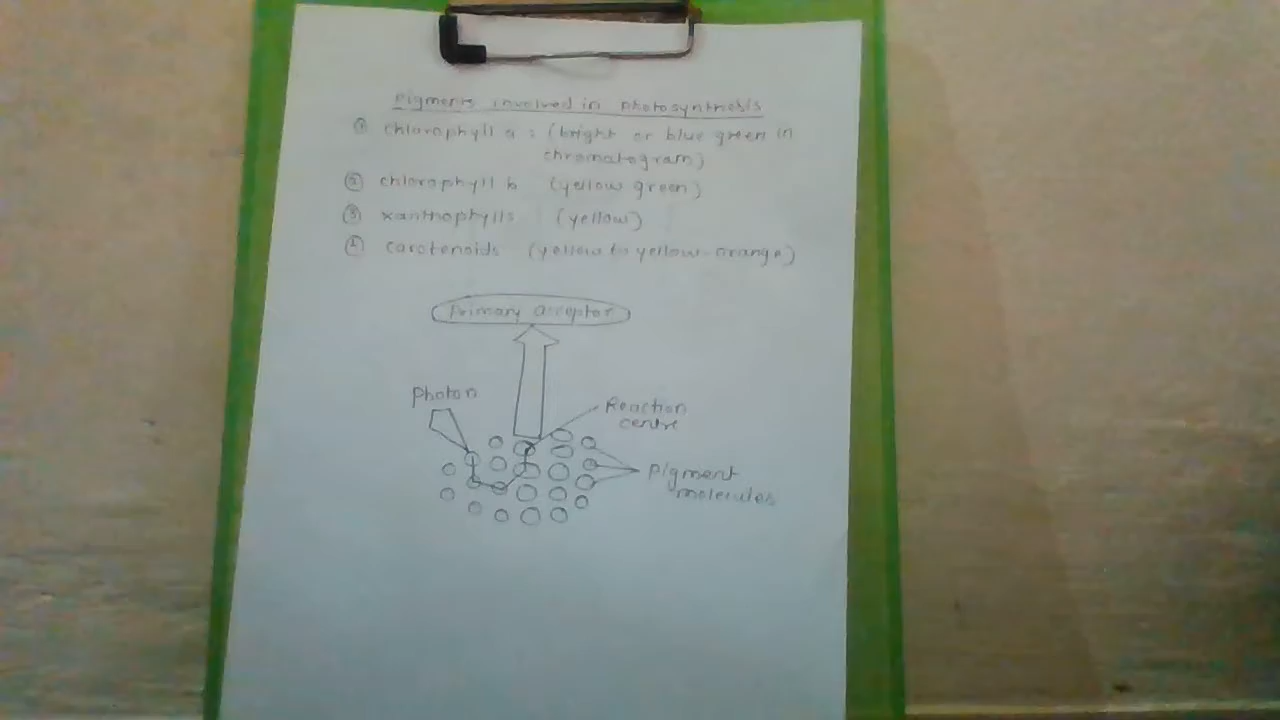 Pigments involved in photosynthesis
① chlorophyll a : (bright or blue green in
chromatogram)
② chlorophyll b (yellow green)
③ xanthophylls (yellow)
④ carotenoids (yellow to yellow-orange)
Primary acceptor
Photon
Reaction
centre
Pigment
molecules